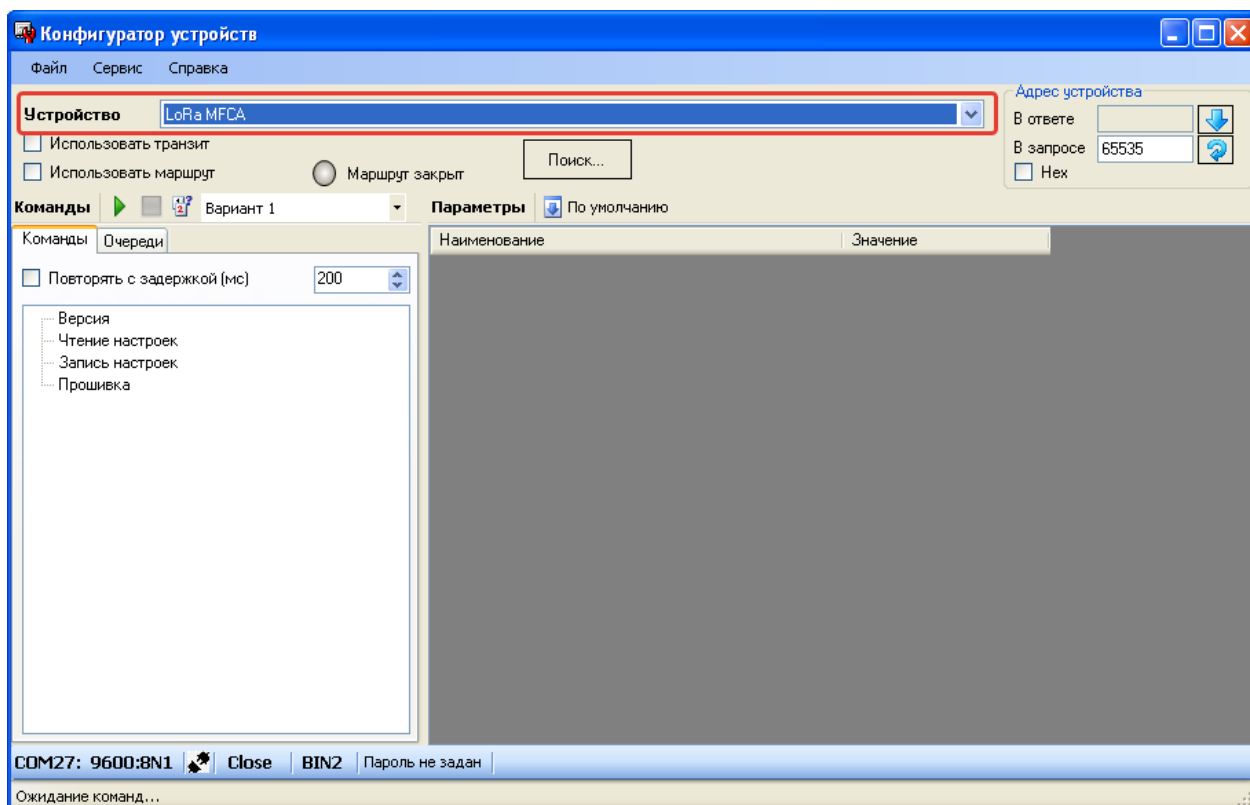 Конфигуратор устройств
Файл Сервис Справка
Устройство LoRa MFCA
Адрес устройства
В ответе
Использовать транзит
В запросе 65535
Использовать маршрут Маршрут закрыт Поиск...
Hex
Команды Вариант 1 Параметры По умолчанию
Команды Очереди
Наименование Значение
Повторять с задержкой (мс) 200
Версия
Чтение настроек
Запись настроек
Прошивка
COM27: 9600:8N1 Close BIN2 Пароль не задан
Ожидание команд...